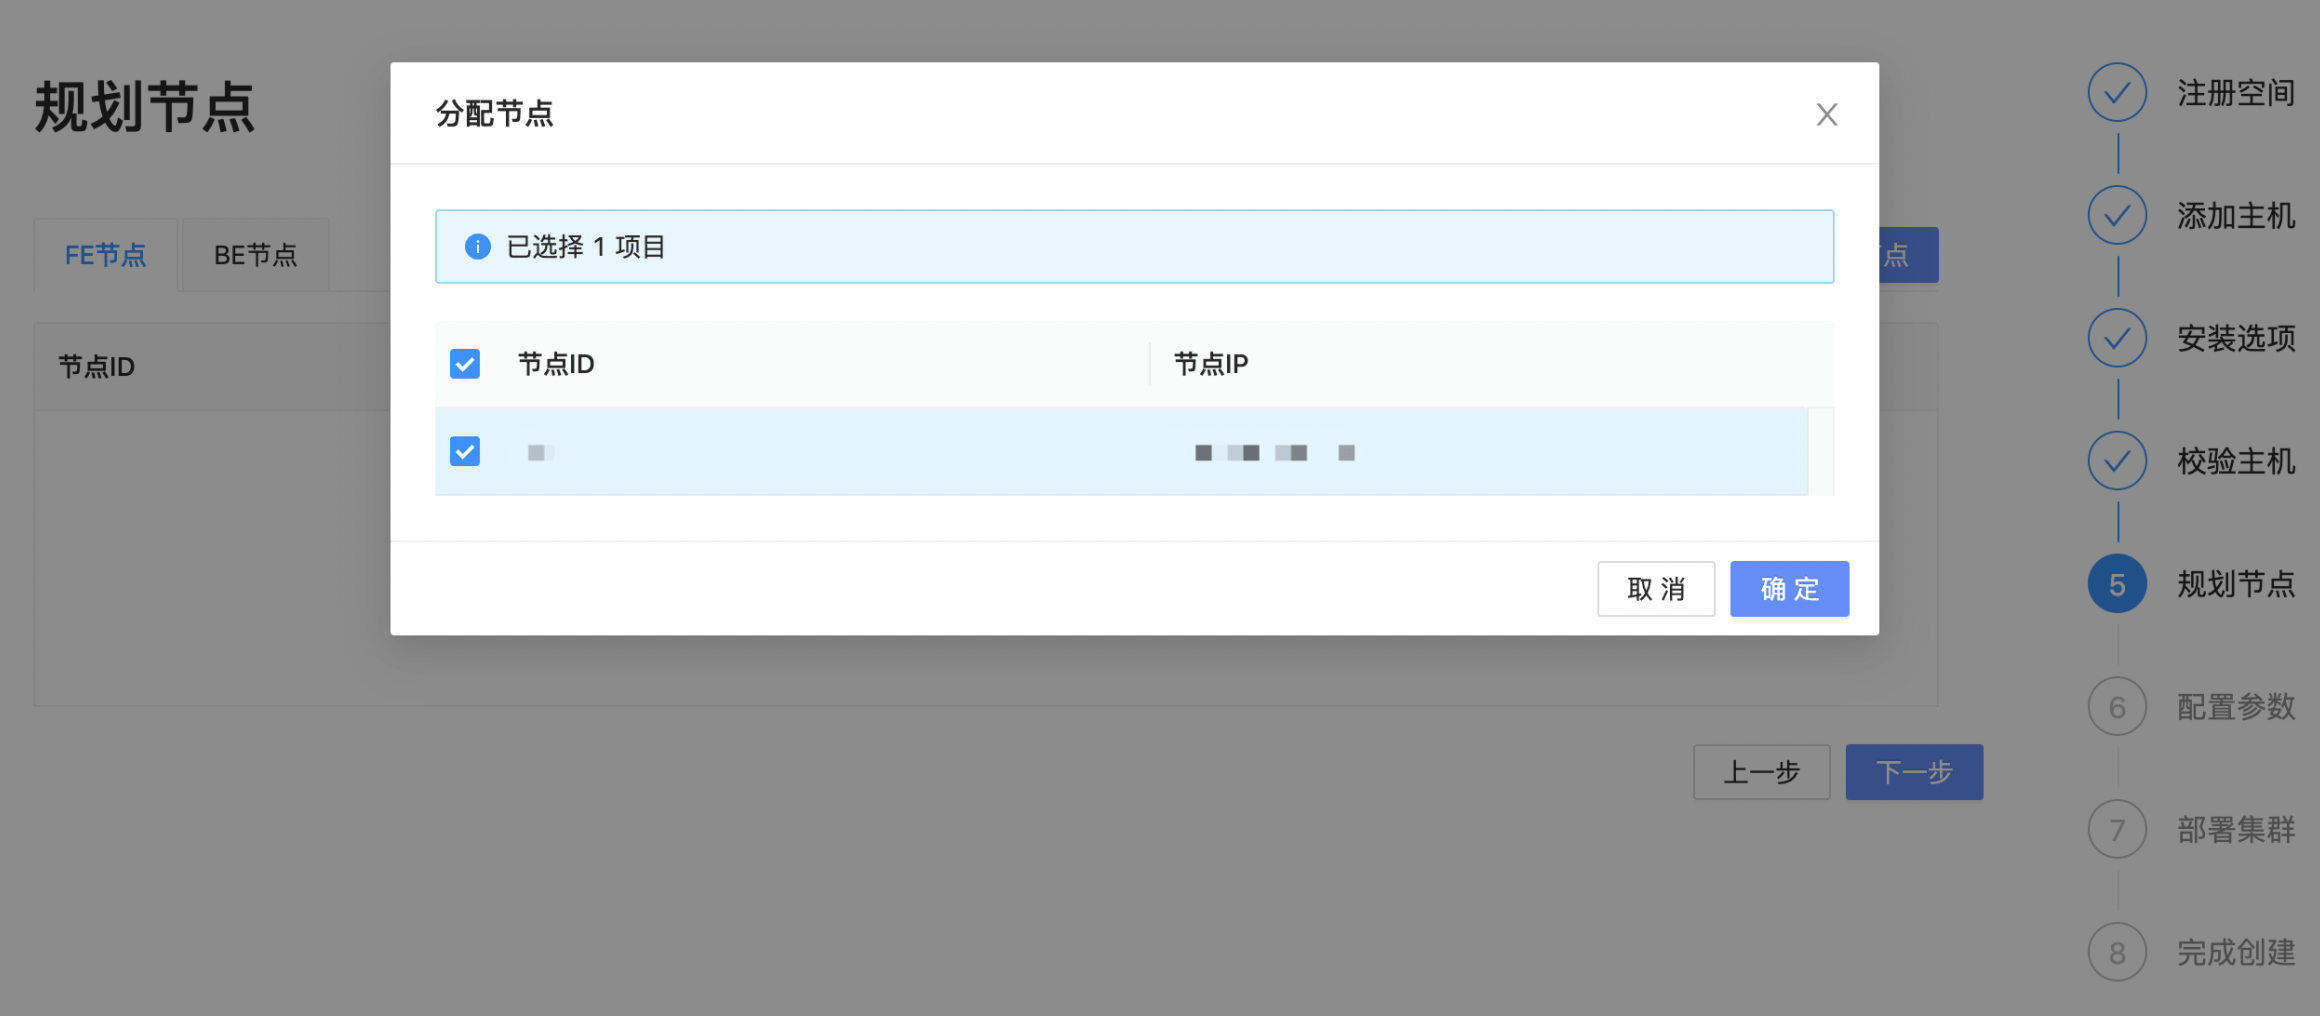 规划节点
FE节点
BE节点
点
节点ID
分配节点
已选择 1 项目
节点ID
节点IP
取 消
确 定
上一步
下一步
注册空间
添加主机
安装选项
校验主机
5
规划节点
6
配置参数
7
部署集群
8
完成创建